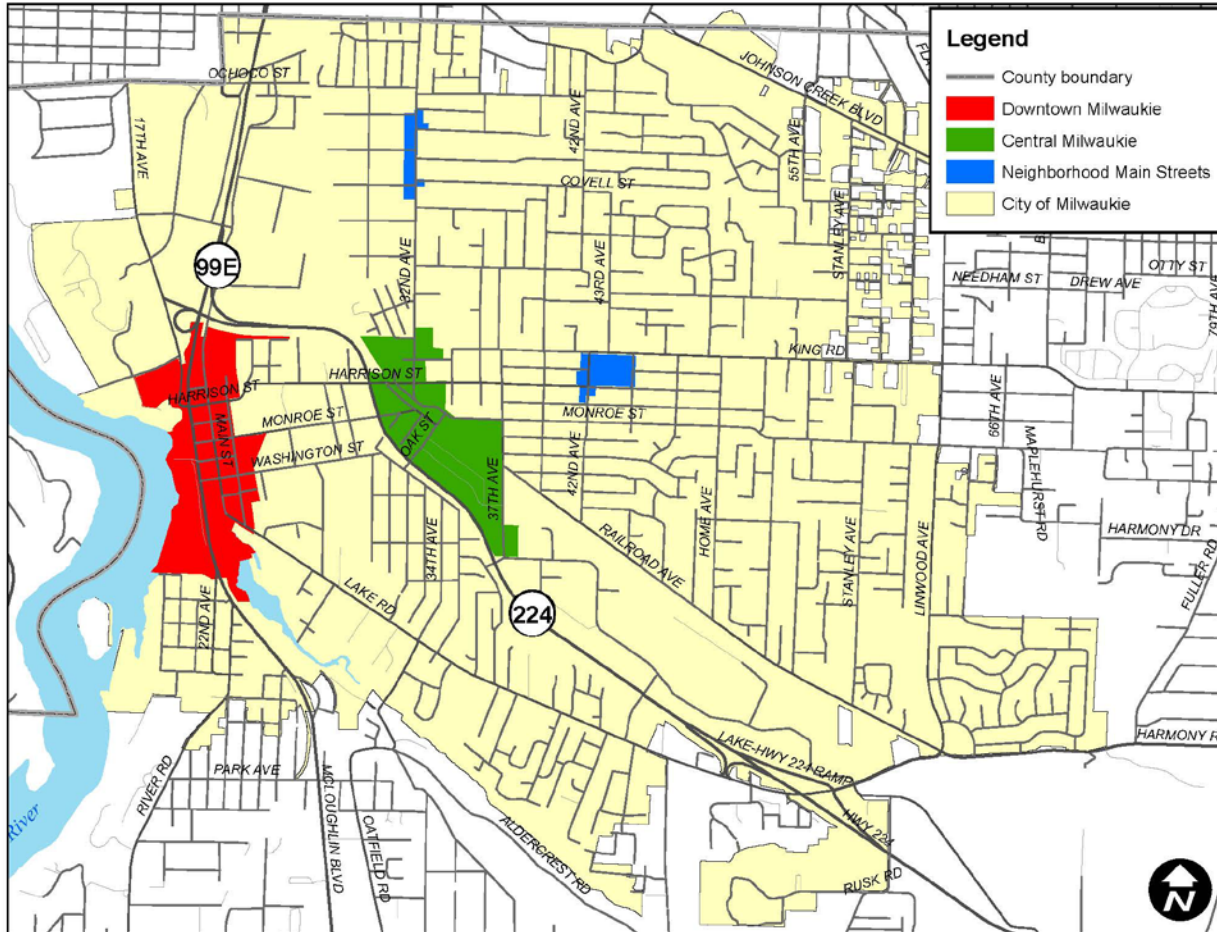 Legend
County boundary
Downtown Milwaukie
Central Milwaukie
Neighborhood Main Streets
City of Milwaukie
OCHOCO ST
17TH AVE
42ND AVE
JOHNSON CREEK BLVD
55TH AVE
COVELL ST
STANLEY AVE
99E
32ND AVE
43RD AVE
NEEDHAM ST
DREW AVE
OTTY ST
79TH AVE
KING RD
HARRISON ST
HARRISON ST
MONROE ST
MONROE ST
MAIN ST
WASHINGTON ST
OAK ST
37TH AVE
42ND AVE
66TH AVE
MAPLEHURST RD
HARMONY DR
HOME AVE
STANLEY AVE
LINWOOD AVE
FULLER RD
RAILROAD AVE
34TH AVE
LAKE RD
22ND AVE
224
LAKE-HWY 224 RAMP
HARMONY R
HWY 224
RUSK RD
PARK AVE
RIVER RD
MCLOUGHLIN BLVD
OATFIELD RD
ALDERCREST RD
River
N